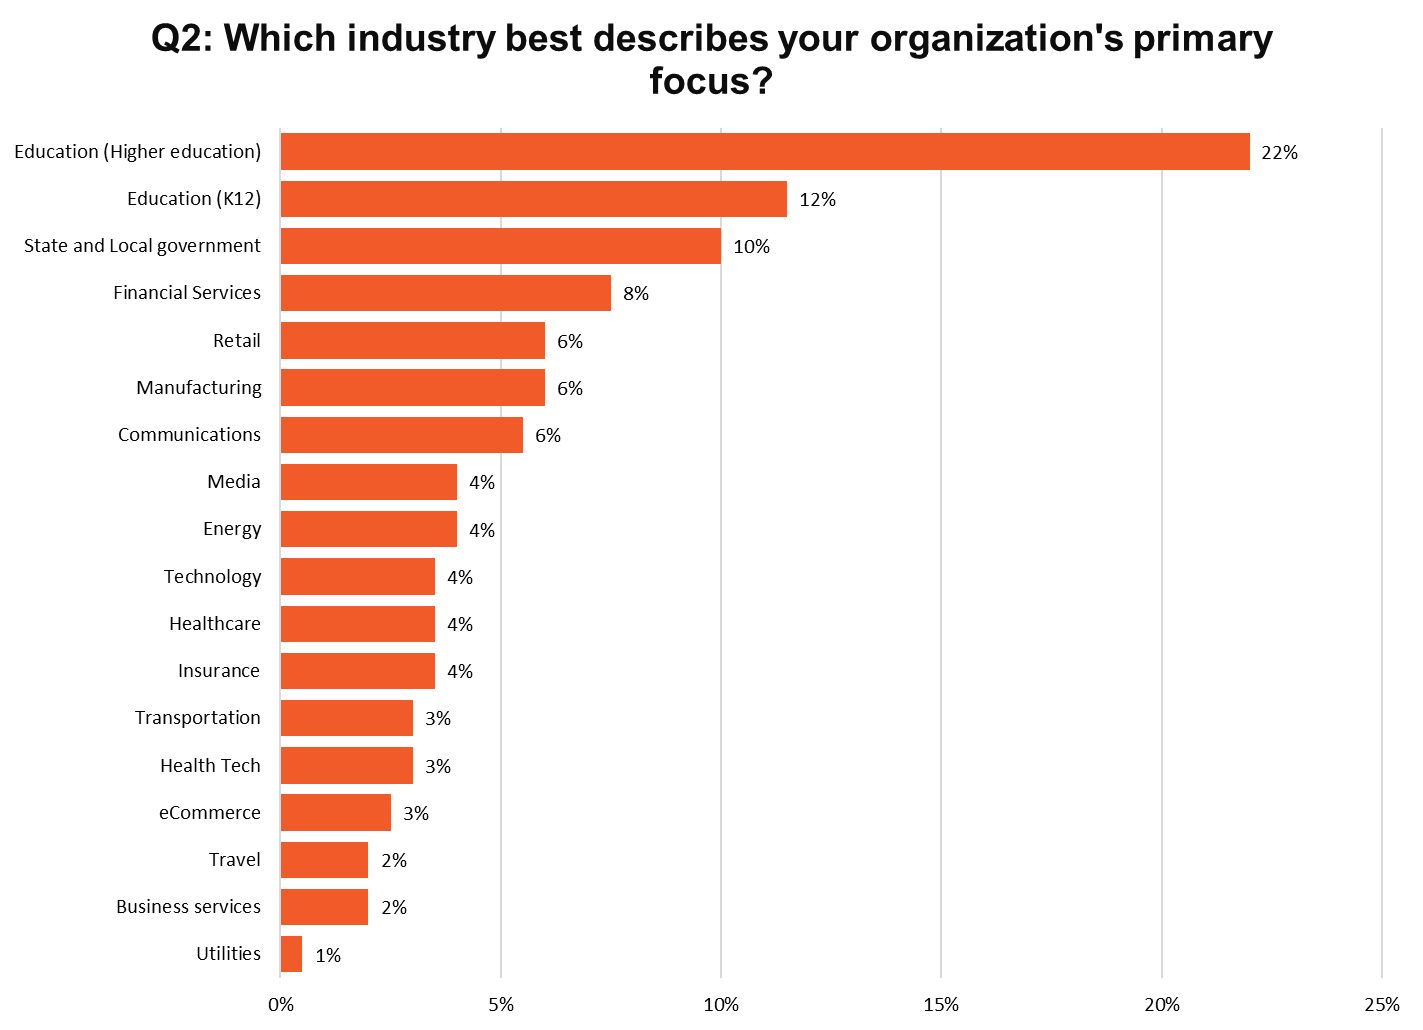 Q2: Which industry best describes your organization's primary
focus?
Education (Higher education) 22%
Education (K12) 12%
State and Local government 10%
Financial Services 8%
Retail 6%
Manufacturing 6%
Communications 6%
Media 4%
Energy 4%
Technology 4%
Healthcare 4%
Insurance 4%
Transportation 3%
Health Tech 3%
eCommerce 3%
Travel 2%
Business services 2%
Utilities 1%
0% 5% 10% 15% 20% 25%